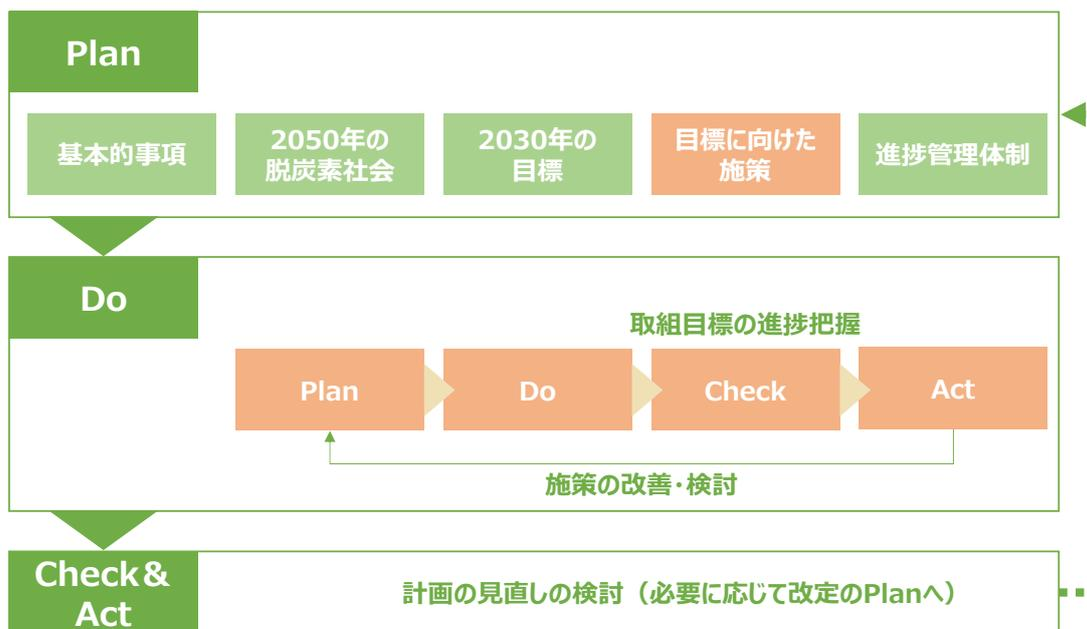 Plan
基本的事項
2050年の
脱炭素社会
2030年の
目標
目標に向けた
施策
進捗管理体制
Do
取組目標の進捗把握
Plan
Do
Check
Act
施策の改善･検討
Check＆
Act
計画の見直しの検討（必要に応じて改定のPlanへ）